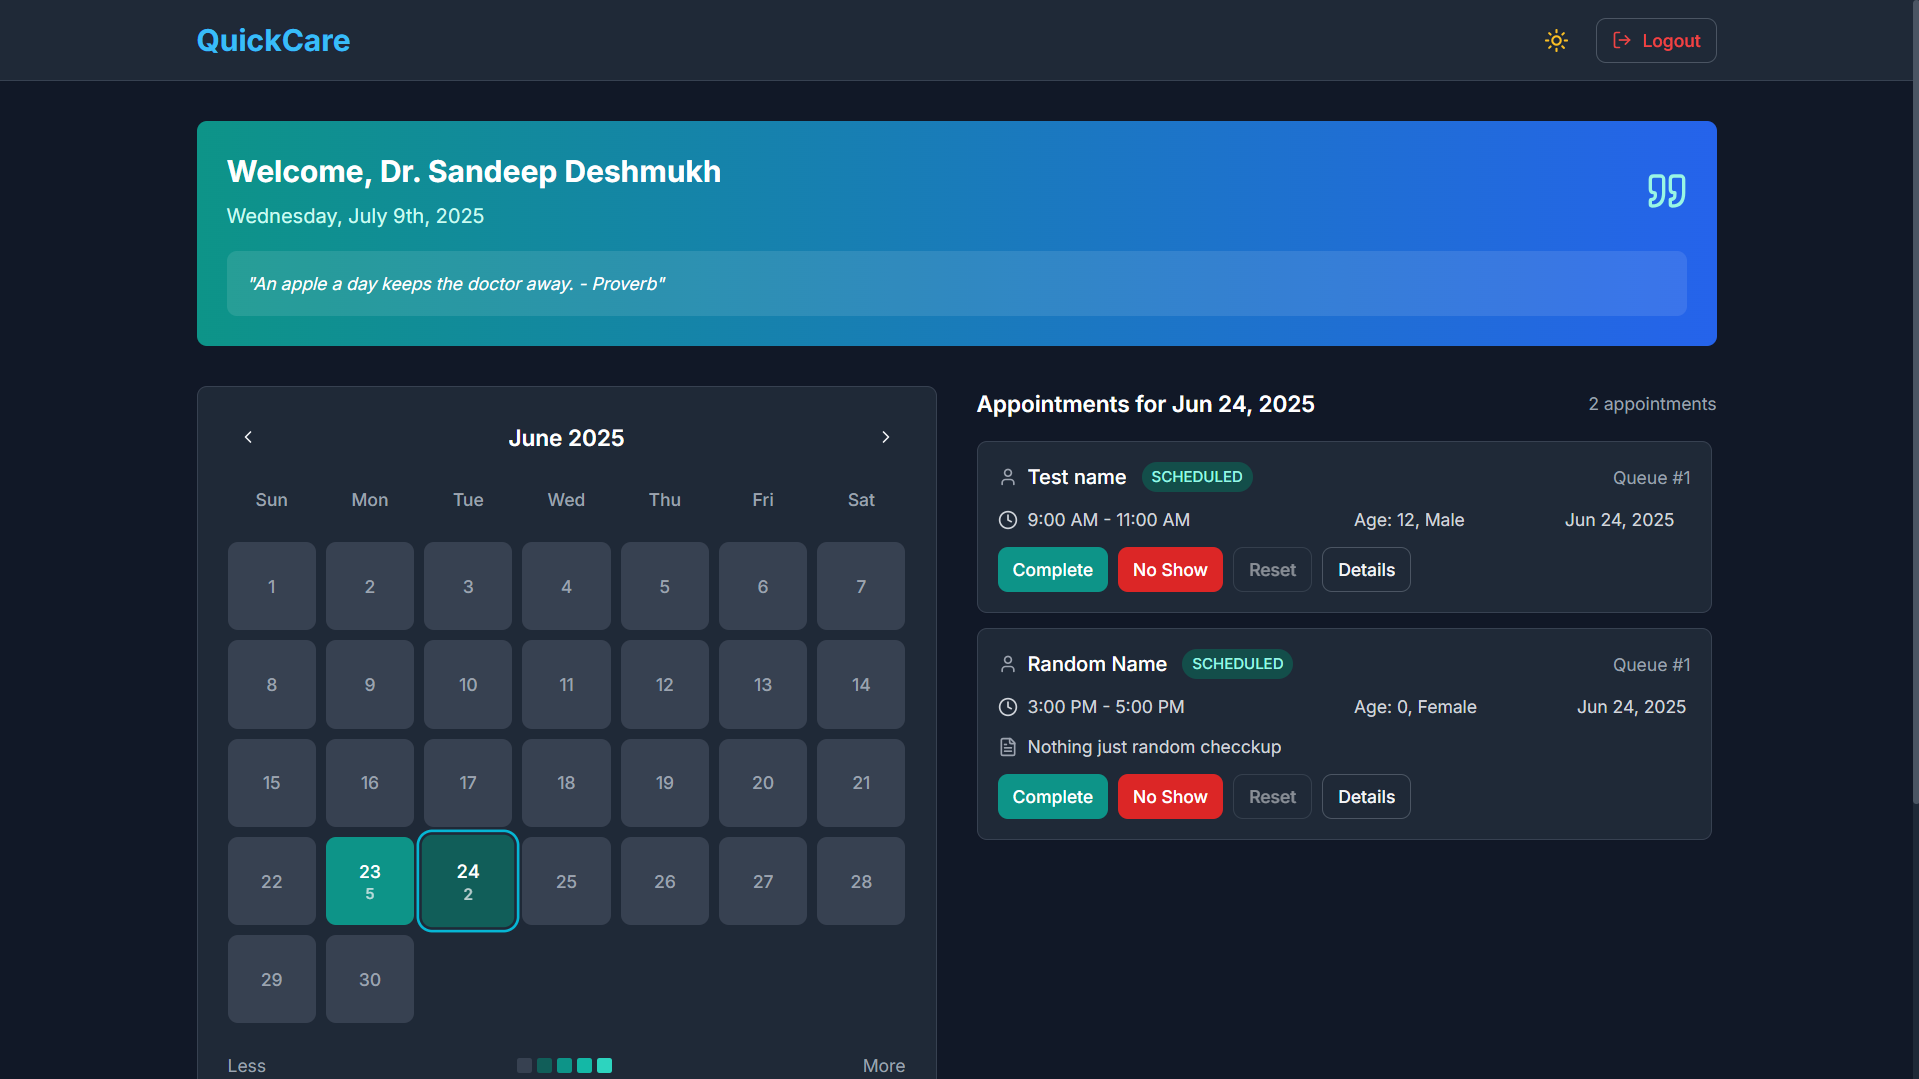 QuickCare
Logout
Welcome, Dr. Sandeep Deshmukh
Wednesday, July 9th, 2025
"An apple a day keeps the doctor away. - Proverb"
June 2025
Sun Mon Tue Wed Thu Fri Sat
1 2 3 4 5 6 7
8 9 10 11 12 13 14
15 16 17 18 19 20 21
22 23 24 25 26 27 28
5 2
29 30
Less More
Appointments for Jun 24, 2025 2 appointments
Test name SCHEDULED Queue #1
9:00 AM - 11:00 AM Age: 12, Male Jun 24, 2025
Complete No Show Reset Details
Random Name SCHEDULED Queue #1
3:00 PM - 5:00 PM Age: 0, Female Jun 24, 2025
Nothing just random checckup
Complete No Show Reset Details